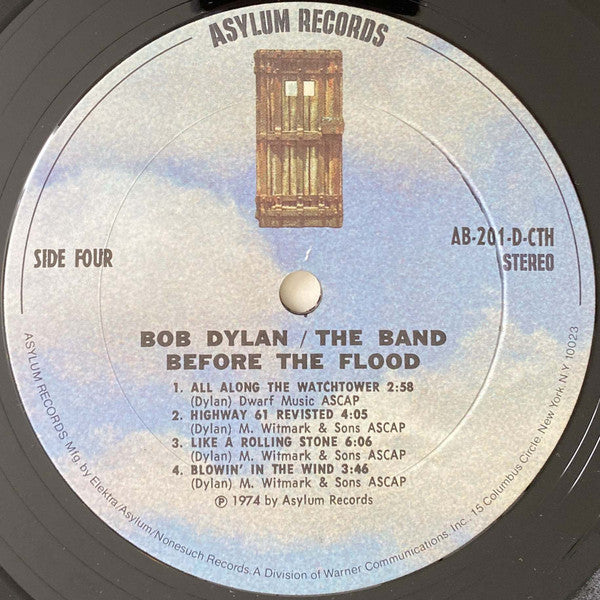 ASYLUM RECORDS
SIDE FOUR
AB-201-D-CTH
STEREO
BOB DYLAN / THE BAND
BEFORE THE FLOOD
1. ALL ALONG THE WATCHTOWER 2:58
(Dylan) Dwarf Music ASCAP
2. HIGHWAY 61 REVISTED 4:05
(Dylan) M. Witmark & Sons ASCAP
3. LIKE A ROLLING STONE 6:06
(Dylan) M. Witmark & Sons ASCAP
4. BLOWIN' IN THE WIND 3:46
(Dylan) M. Witmark & Sons ASCAP
Ⓟ 1974 by Asylum Records
ASYLUM RECORDS. Mfg. by Elektra/Asylum/Nonesuch Records. A Division of Warner Communications, Inc. 15 Columbus Circle, New York, N.Y. 10023